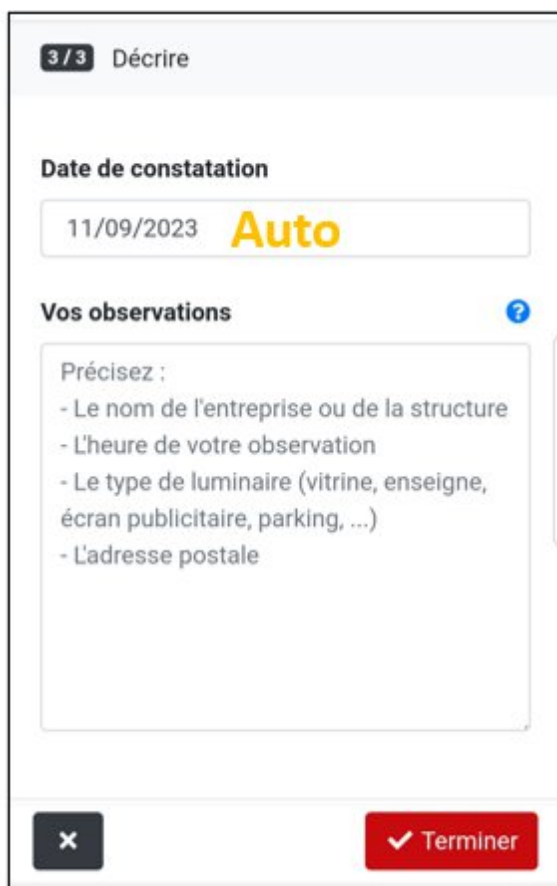 3 / 3 Décrire
Date de constatation
11/09/2023 Auto
Vos observations ?
Précisez :
- Le nom de l'entreprise ou de la structure
- L'heure de votre observation
- Le type de luminaire (vitrine, enseigne,
écran publicitaire, parking, ...)
- L'adresse postale
Terminer